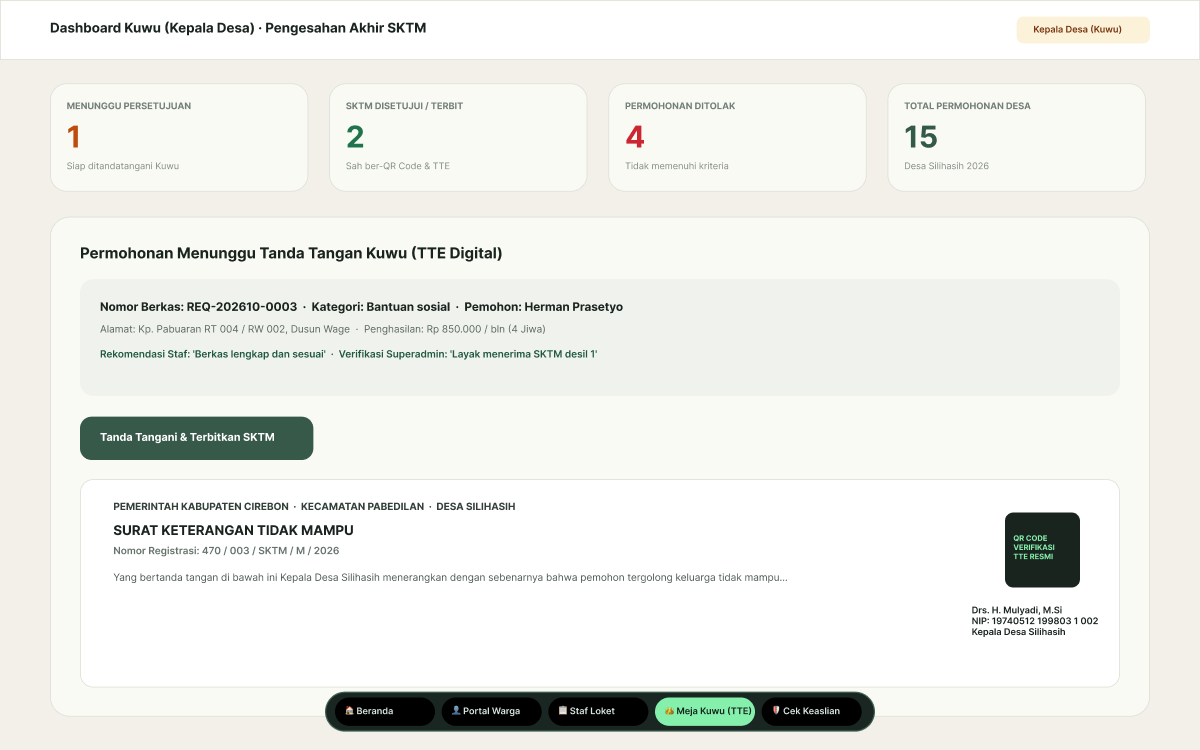 Dashboard Kuwu (Kepala Desa) · Pengesahan Akhir SKTM
Kepala Desa (Kuwu)
MENUNGGU PERSETUJUAN
1
Siap ditandatangani Kuwu
SKTM DISETUJUI / TERBIT
2
Sah ber-QR Code & TTE
PERMOHONAN DITOLAK
4
Tidak memenuhi kriteria
TOTAL PERMOHONAN DESA
15
Desa Silihasih 2026
Permohonan Menunggu Tanda Tangan Kuwu (TTE Digital)
Nomor Berkas: REQ-202610-0003 · Kategori: Bantuan sosial · Pemohon: Herman Prasetyo
Alamat: Kp. Pabuaran RT 004 / RW 002, Dusun Wage · Penghasilan: Rp 850.000 / bln (4 Jiwa)
Rekomendasi Staf: 'Berkas lengkap dan sesuai' · Verifikasi Superadmin: 'Layak menerima SKTM desil 1'
Tanda Tangani & Terbitkan SKTM
PEMERINTAH KABUPATEN CIREBON · KECAMATAN PABEDILAN · DESA SILIHASIH
SURAT KETERANGAN TIDAK MAMPU
Nomor Registrasi: 470 / 003 / SKTM / M / 2026
Yang bertanda tangan di bawah ini Kepala Desa Silihasih menerangkan dengan sebenarnya bahwa pemohon tergolong keluarga tidak mampu...
QR CODE
VERIFIKASI
TTE RESMI
Drs. H. Mulyadi, M.Si
NIP: 19740512 199803 1 002
Kepala Desa Silihasih
Beranda
Portal Warga
Staf Loket
Meja Kuwu (TTE)
Cek Keaslian